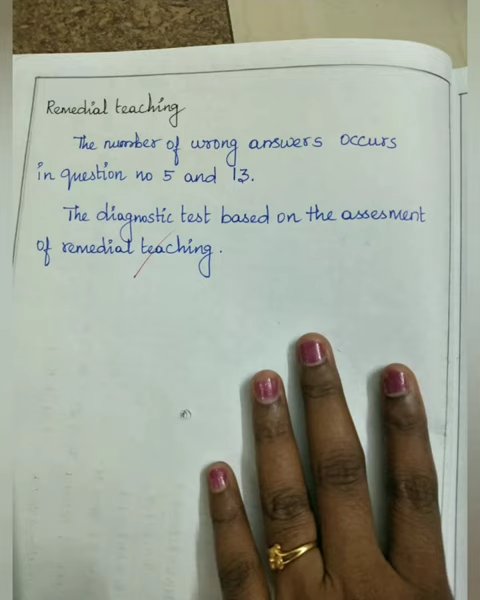 Remedial teaching
The number of wrong answers occurs
in question no 5 and 13.
The diagnostic test based on the assesment
of remedial teaching.